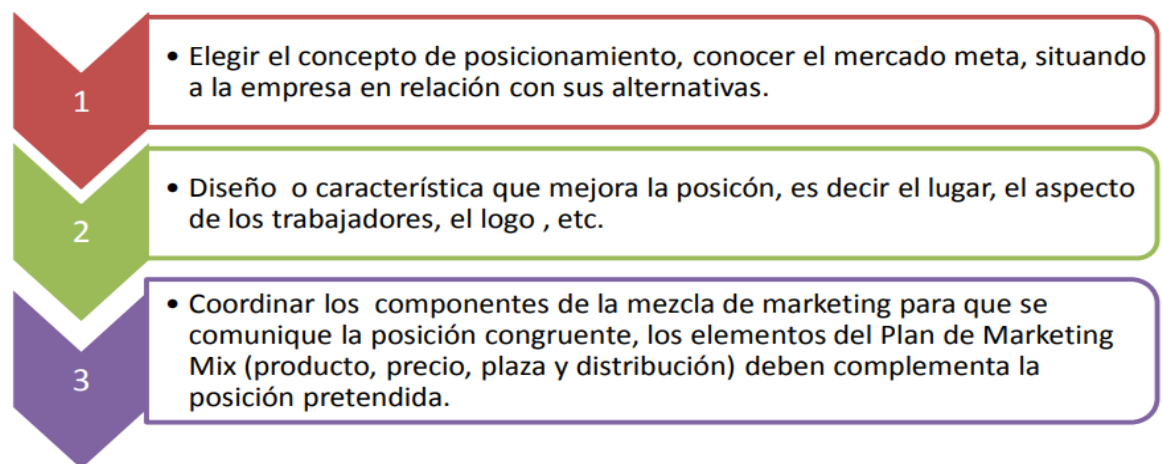 1
• Elegir el concepto de posicionamiento, conocer el mercado meta, situando
a la empresa en relación con sus alternativas.
2
• Diseño o característica que mejora la posicón, es decir el lugar, el aspecto
de los trabajadores, el logo , etc.
3
• Coordinar los componentes de la mezcla de marketing para que se
comunique la posición congruente, los elementos del Plan de Marketing
Mix (producto, precio, plaza y distribución) deben complementa la
posición pretendida.